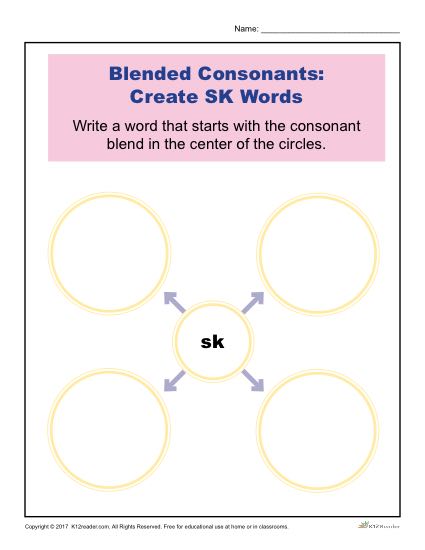 Name: ______________________________
Blended Consonants:
Create SK Words
Write a word that starts with the consonant
blend in the center of the circles.
sk
Copyright © 2017 K12reader.com. All Rights Reserved. Free for educational use at home or in classrooms.
K12READER